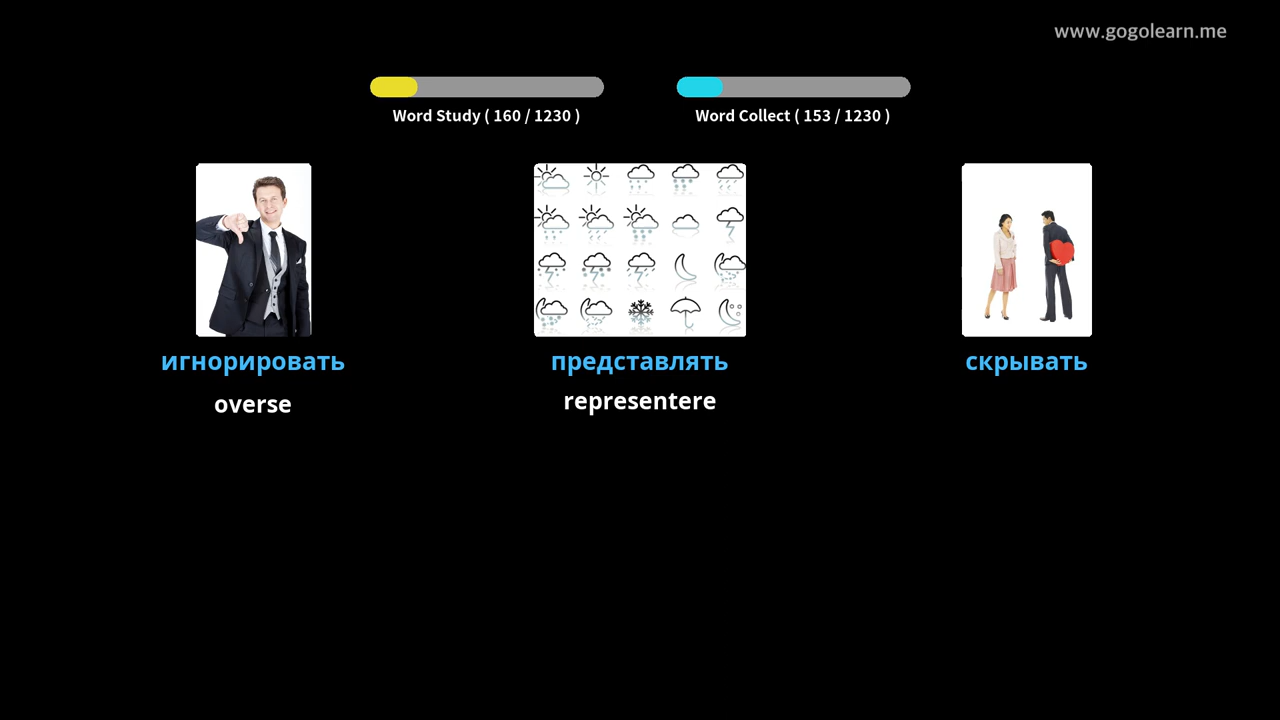 www.gogolearn.me
Word Study ( 160 / 1230 )
Word Collect ( 153 / 1230 )
игнорировать
представлять
скрывать
overse
representere